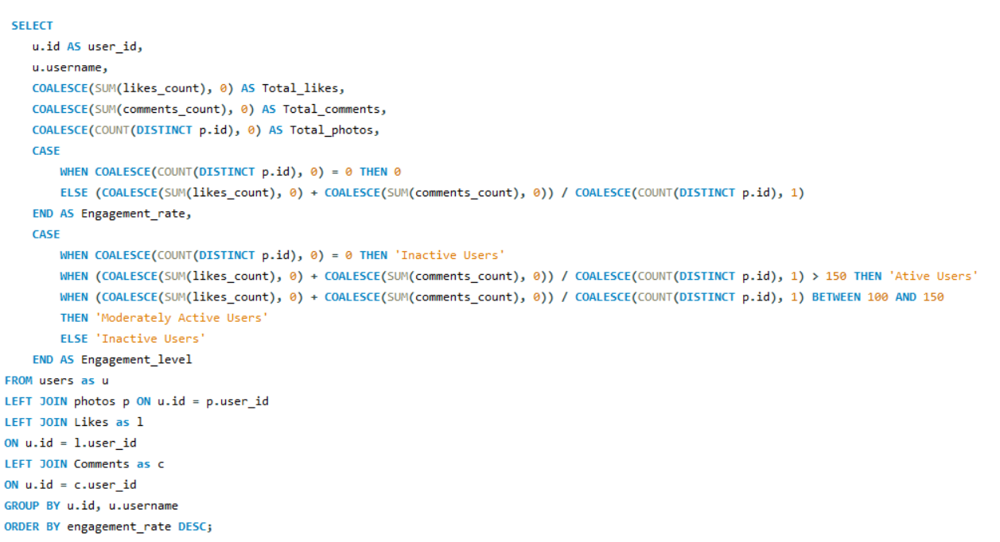 SELECT
u.id AS user_id,
u.username,
COALESCE(SUM(likes_count), 0) AS Total_likes,
COALESCE(SUM(comments_count), 0) AS Total_comments,
COALESCE(COUNT(DISTINCT p.id), 0) AS Total_photos,
CASE
WHEN COALESCE(COUNT(DISTINCT p.id), 0) = 0 THEN 0
ELSE (COALESCE(SUM(likes_count), 0) + COALESCE(SUM(comments_count), 0)) / COALESCE(COUNT(DISTINCT p.id), 1)
END AS Engagement_rate,
CASE
WHEN COALESCE(COUNT(DISTINCT p.id), 0) = 0 THEN 'Inactive Users'
WHEN (COALESCE(SUM(likes_count), 0) + COALESCE(SUM(comments_count), 0)) / COALESCE(COUNT(DISTINCT p.id), 1) > 150 THEN 'Ative Users'
WHEN (COALESCE(SUM(likes_count), 0) + COALESCE(SUM(comments_count), 0)) / COALESCE(COUNT(DISTINCT p.id), 1) BETWEEN 100 AND 150
THEN 'Moderately Active Users'
ELSE 'Inactive Users'
END AS Engagement_level
FROM users as u
LEFT JOIN photos p ON u.id = p.user_id
LEFT JOIN Likes as l
ON u.id = l.user_id
LEFT JOIN Comments as c
ON u.id = c.user_id
GROUP BY u.id, u.username
ORDER BY engagement_rate DESC;